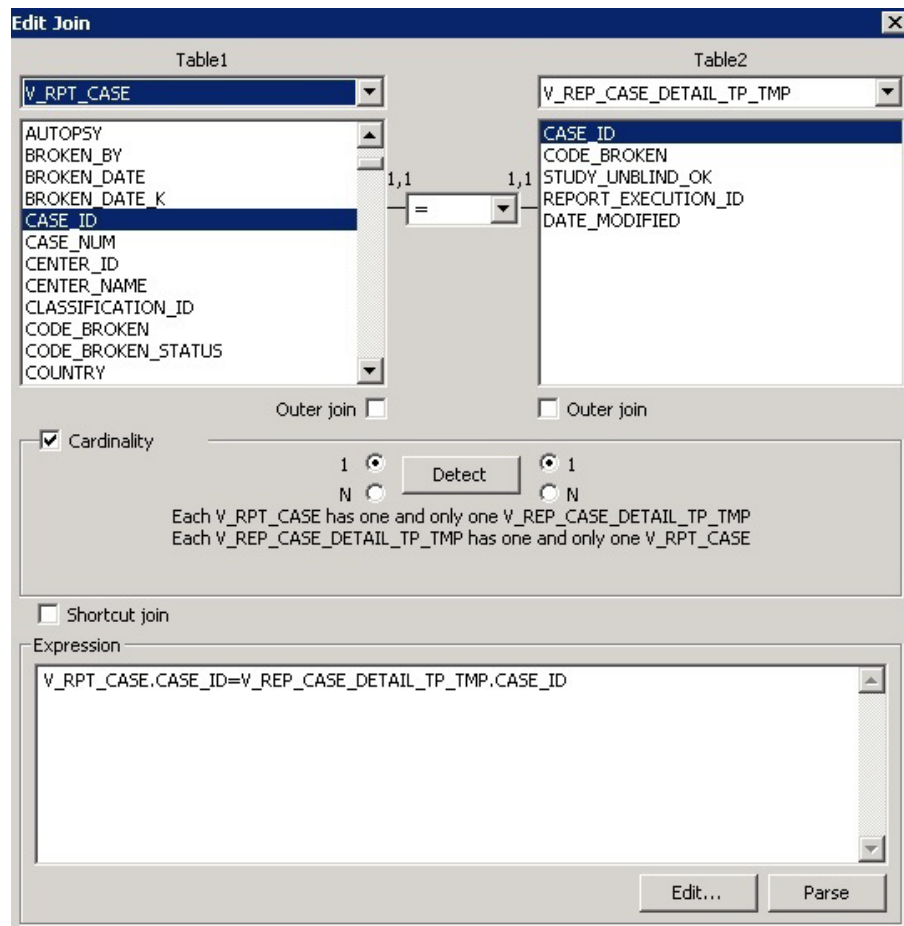 Edit Join
Table1 Table2
V_RPT_CASE V_REP_CASE_DETAIL_TP_TMP
AUTOPSY
BROKEN_BY
BROKEN_DATE
BROKEN_DATE_K
CASE_ID
CASE_NUM
CENTER_ID
CENTER_NAME
CLASSIFICATION_ID
CODE_BROKEN
CODE_BROKEN_STATUS
COUNTRY
1,1 1,1
=
CASE_ID
CODE_BROKEN
STUDY_UNBLIND_OK
REPORT_EXECUTION_ID
DATE_MODIFIED
Outer join Outer join
Cardinality
1 Detect 1
N N
Each V_RPT_CASE has one and only one V_REP_CASE_DETAIL_TP_TMP
Each V_REP_CASE_DETAIL_TP_TMP has one and only one V_RPT_CASE
Shortcut join
Expression
V_RPT_CASE.CASE_ID=V_REP_CASE_DETAIL_TP_TMP.CASE_ID
Edit... Parse